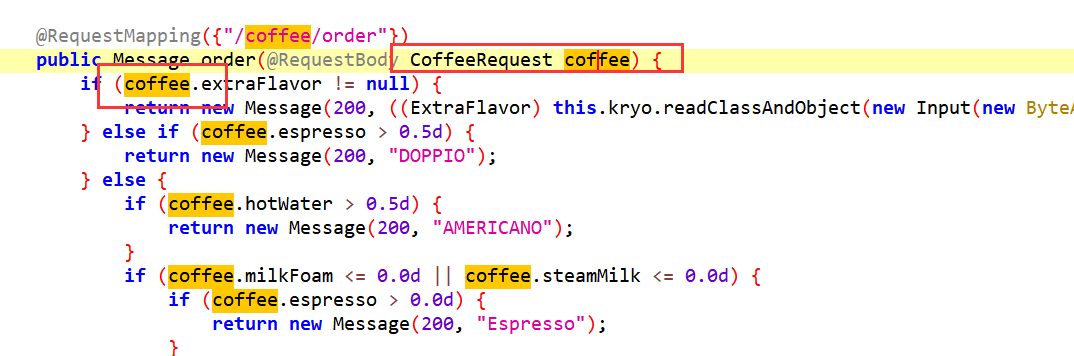 @RequestMapping({"/coffee/order"})
public Message order(@RequestBody CoffeeRequest coffee) {
if (coffee.extraFlavor != null) {
return new Message(200, ((ExtraFlavor) this.kryo.readClassAndObject(new Input(new ByteA
} else if (coffee.espresso > 0.5d) {
return new Message(200, "DOPPIO");
} else {
if (coffee.hotWater > 0.5d) {
return new Message(200, "AMERICANO");
}
if (coffee.milkFoam <= 0.0d || coffee.steamMilk <= 0.0d) {
if (coffee.espresso > 0.0d) {
return new Message(200, "Espresso");
}